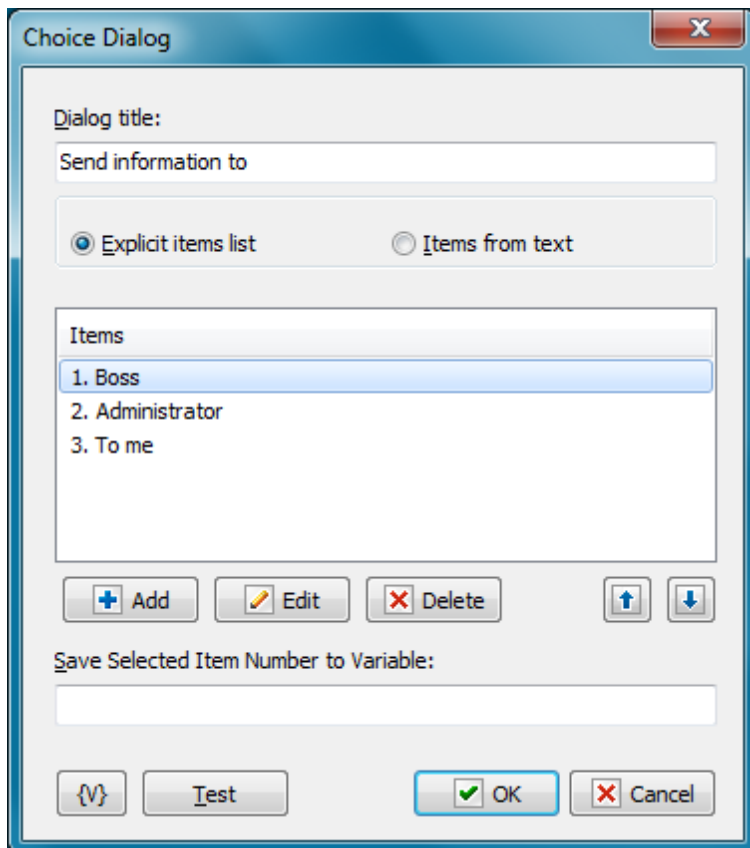 Choice Dialog
Dialog title:
Send information to
Explicit items list Items from text
Items
1. Boss
2. Administrator
3. To me
Add Edit Delete
Save Selected Item Number to Variable:
{V} Test OK Cancel